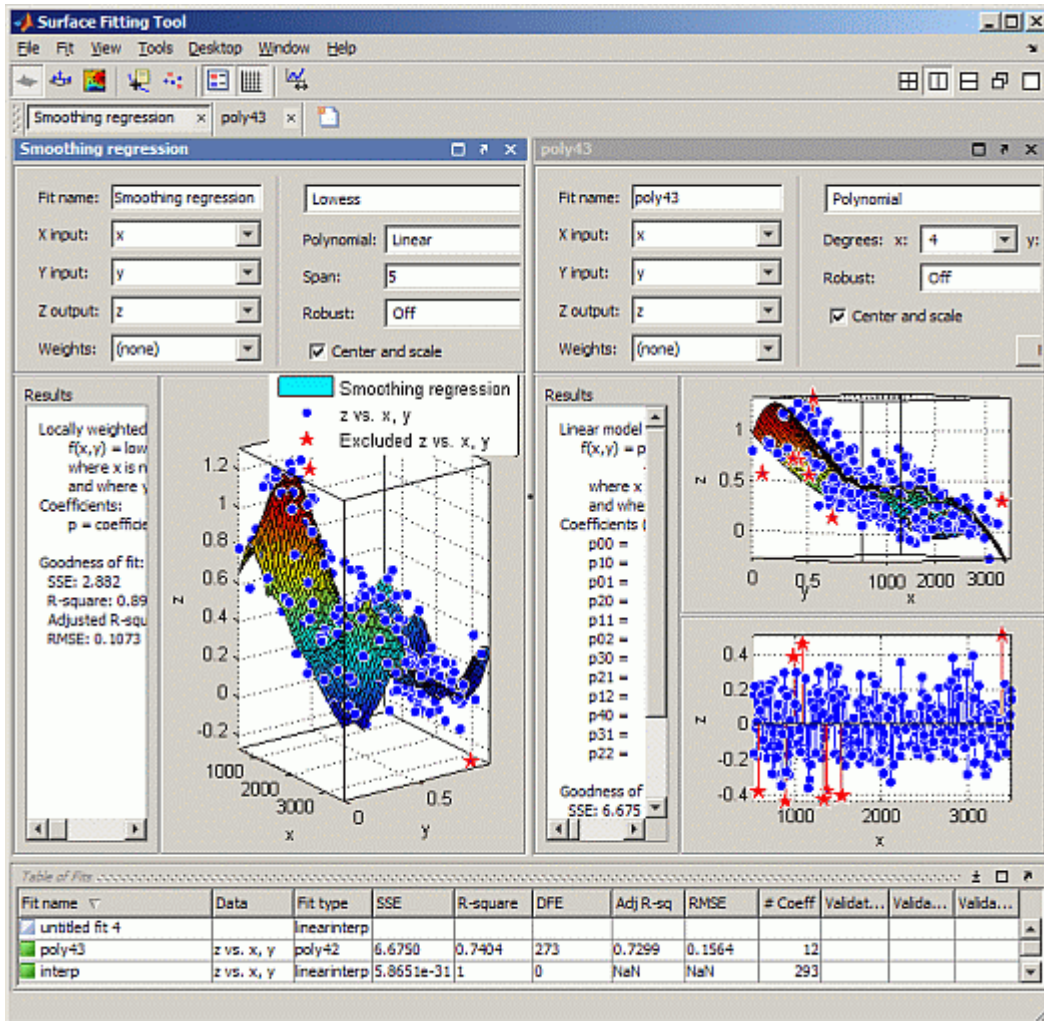 Surface Fitting Tool
File Fit View Tools Desktop Window Help
Smoothing regression × poly43 ×
Smoothing regression
Fit name: Smoothing regression
X input: x
Y input: y
Z output: z
Weights: (none)
Lowess
Polynomial: Linear
Span: 5
Robust: Off
Center and scale
Results
Locally weighted
f(x,y) = low
where x is n
and where y
Coefficients:
p = coefficie
Goodness of fit:
SSE: 2.882
R-square: 0.89
Adjusted R-squ
RMSE: 0.1073
Smoothing regression
z vs. x, y
Excluded z vs. x, y
1.2
1
0.8
0.6
0.4
0.2
0
-0.2
z
1000
2000
3000
x
0
0.5
y
poly43
Fit name: poly43
X input: x
Y input: y
Z output: z
Weights: (none)
Polynomial
Degrees: x: 4 y:
Robust: Off
Center and scale
Results
Linear model
f(x,y) = p
where x
and whe
Coefficients (
p00 =
p10 =
p01 =
p20 =
p11 =
p02 =
p30 =
p21 =
p12 =
p40 =
p31 =
p22 =
Goodness of
SSE: 6.675
1
0.5
0
z
0 0.5 1000 2000 3000
y x
0.4
0.2
0
-0.2
-0.4
z
1000 2000 3000
x
Table of Fits
Fit name Data Fit type SSE R-square DFE Adj R-sq RMSE # Coeff Validat... Valida... Valida...
untitled fit 4 linearinterp
poly43 z vs. x, y poly42 6.6750 0.7404 273 0.7299 0.1564 12
interp z vs. x, y linearinterp 5.8651e-31 1 0 NaN NaN 293